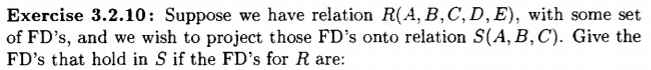 Exercise 3.2.10: Suppose we have relation R(A, B, C, D, E), with some set
of FD's, and we wish to project those FD's onto relation S(A, B, C). Give the
FD's that hold in S if the FD's for R are: